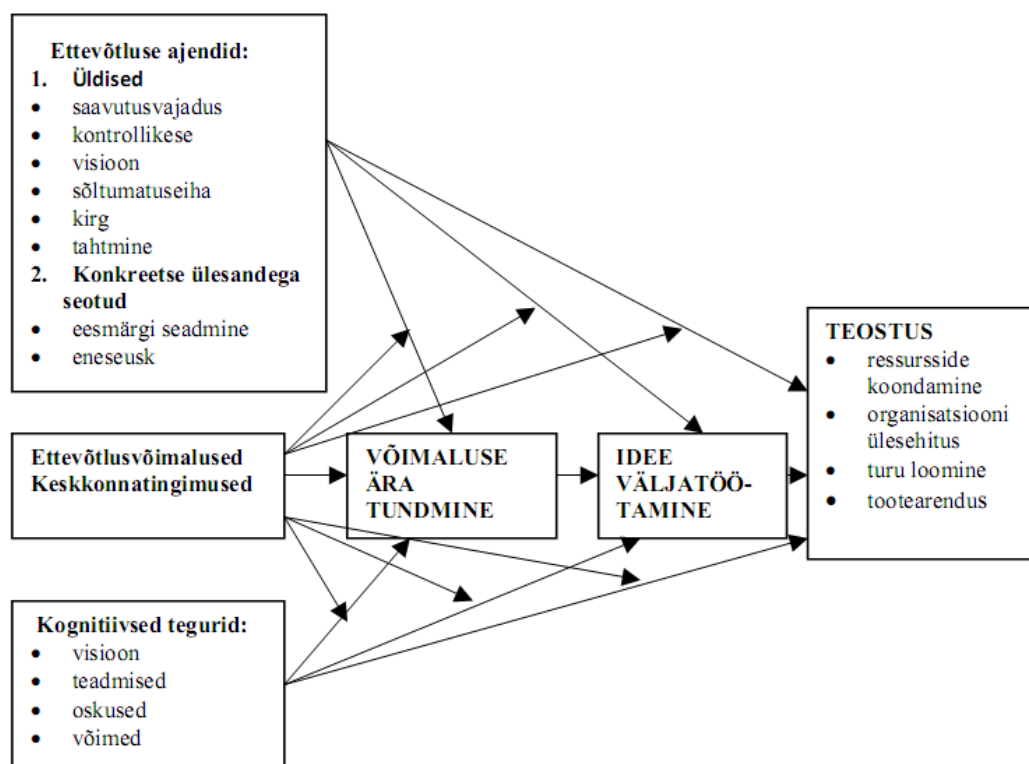 Ettevõtluse ajendid:
1. Üldised
• saavutusvajadus
• kontrollikese
• visioon
• sõltumatuseiha
• kirg
• tahtmine
2. Konkreetse ülesandega
seotud
• eesmärgi seadmine
• eneseusk
Ettevõtlusvõimalused
Keskkonnatingimused
Kognitiivsed tegurid:
• visioon
• teadmised
• oskused
• võimed
VÕIMALUSE
ÄRA
TUNDMINE
IDEE
VÄLJATÖÖ-
TAMINE
TEOSTUS
• ressursside
koondamine
• organisatsiooni
ülesehitus
• turu loomine
• tootearendus